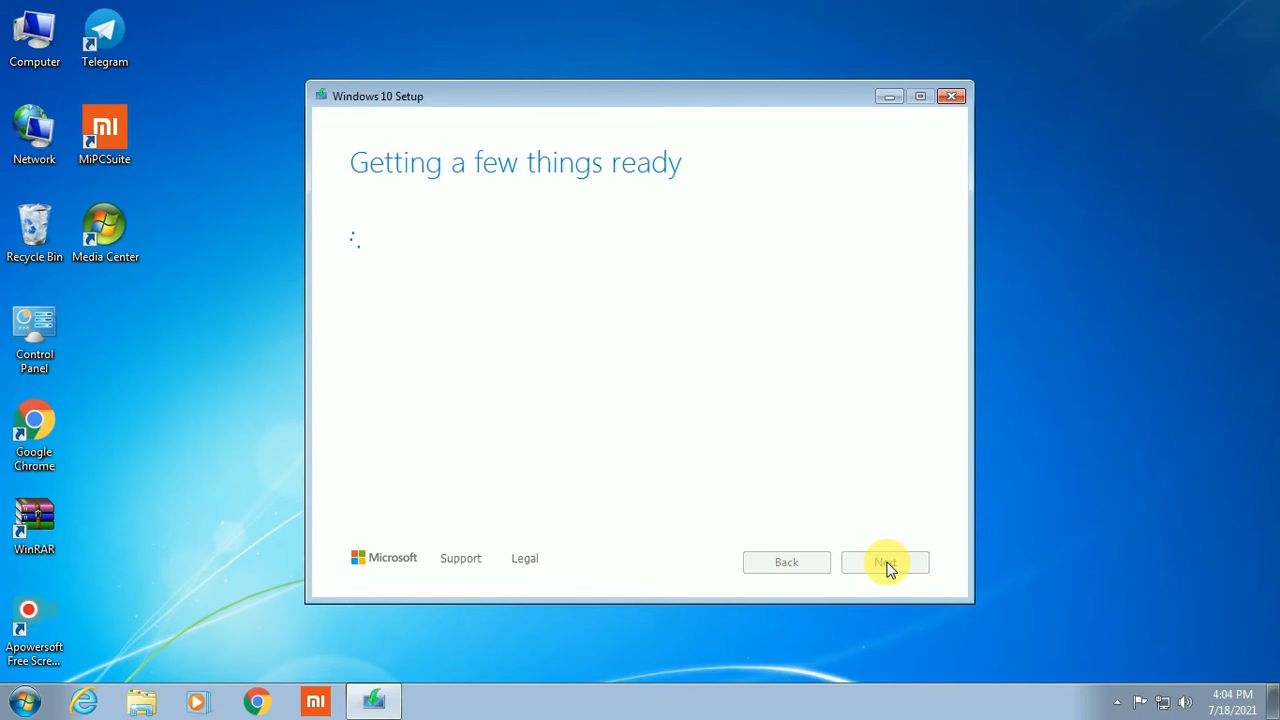 Computer
Telegram
Network
MiPCSuite
Recycle Bin
Media Center
Control
Panel
Google
Chrome
WinRAR
Apowersoft
Free Scre...
Windows 10 Setup
Getting a few things ready
Microsoft
Support
Legal
Back
Next
4:04 PM
7/18/2021